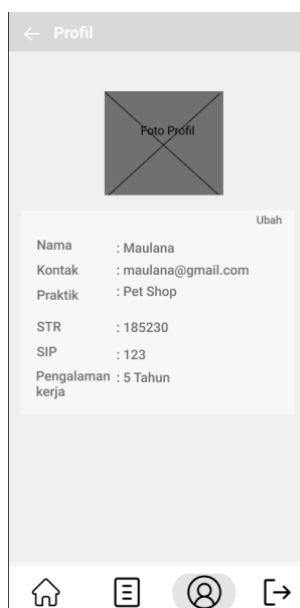 Profil
Foto Profil
Ubah
Nama : Maulana
Kontak : maulana@gmail.com
Praktik : Pet Shop
STR : 185230
SIP : 123
Pengalaman : 5 Tahun
kerja